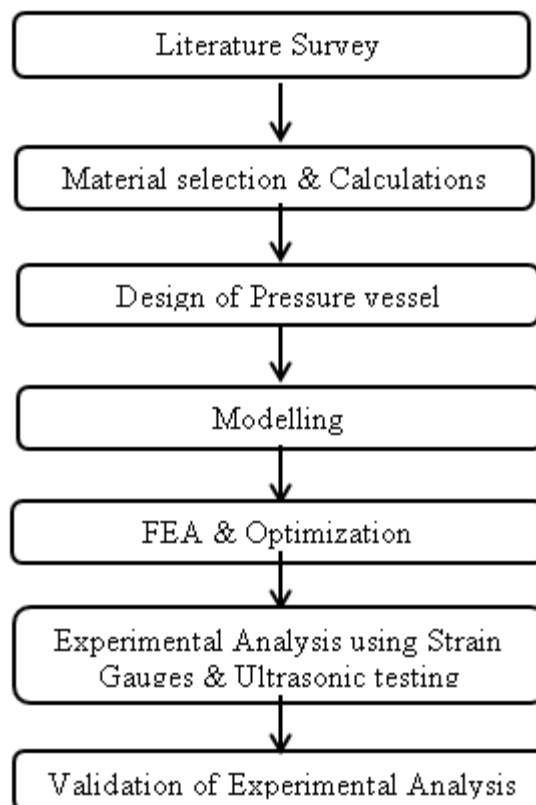 Literature Survey
Material selection & Calculations
Design of Pressure vessel
Modelling
FEA & Optimization
Experimental Analysis using Strain
Gauges & Ultrasonic testing
Validation of Experimental Analysis